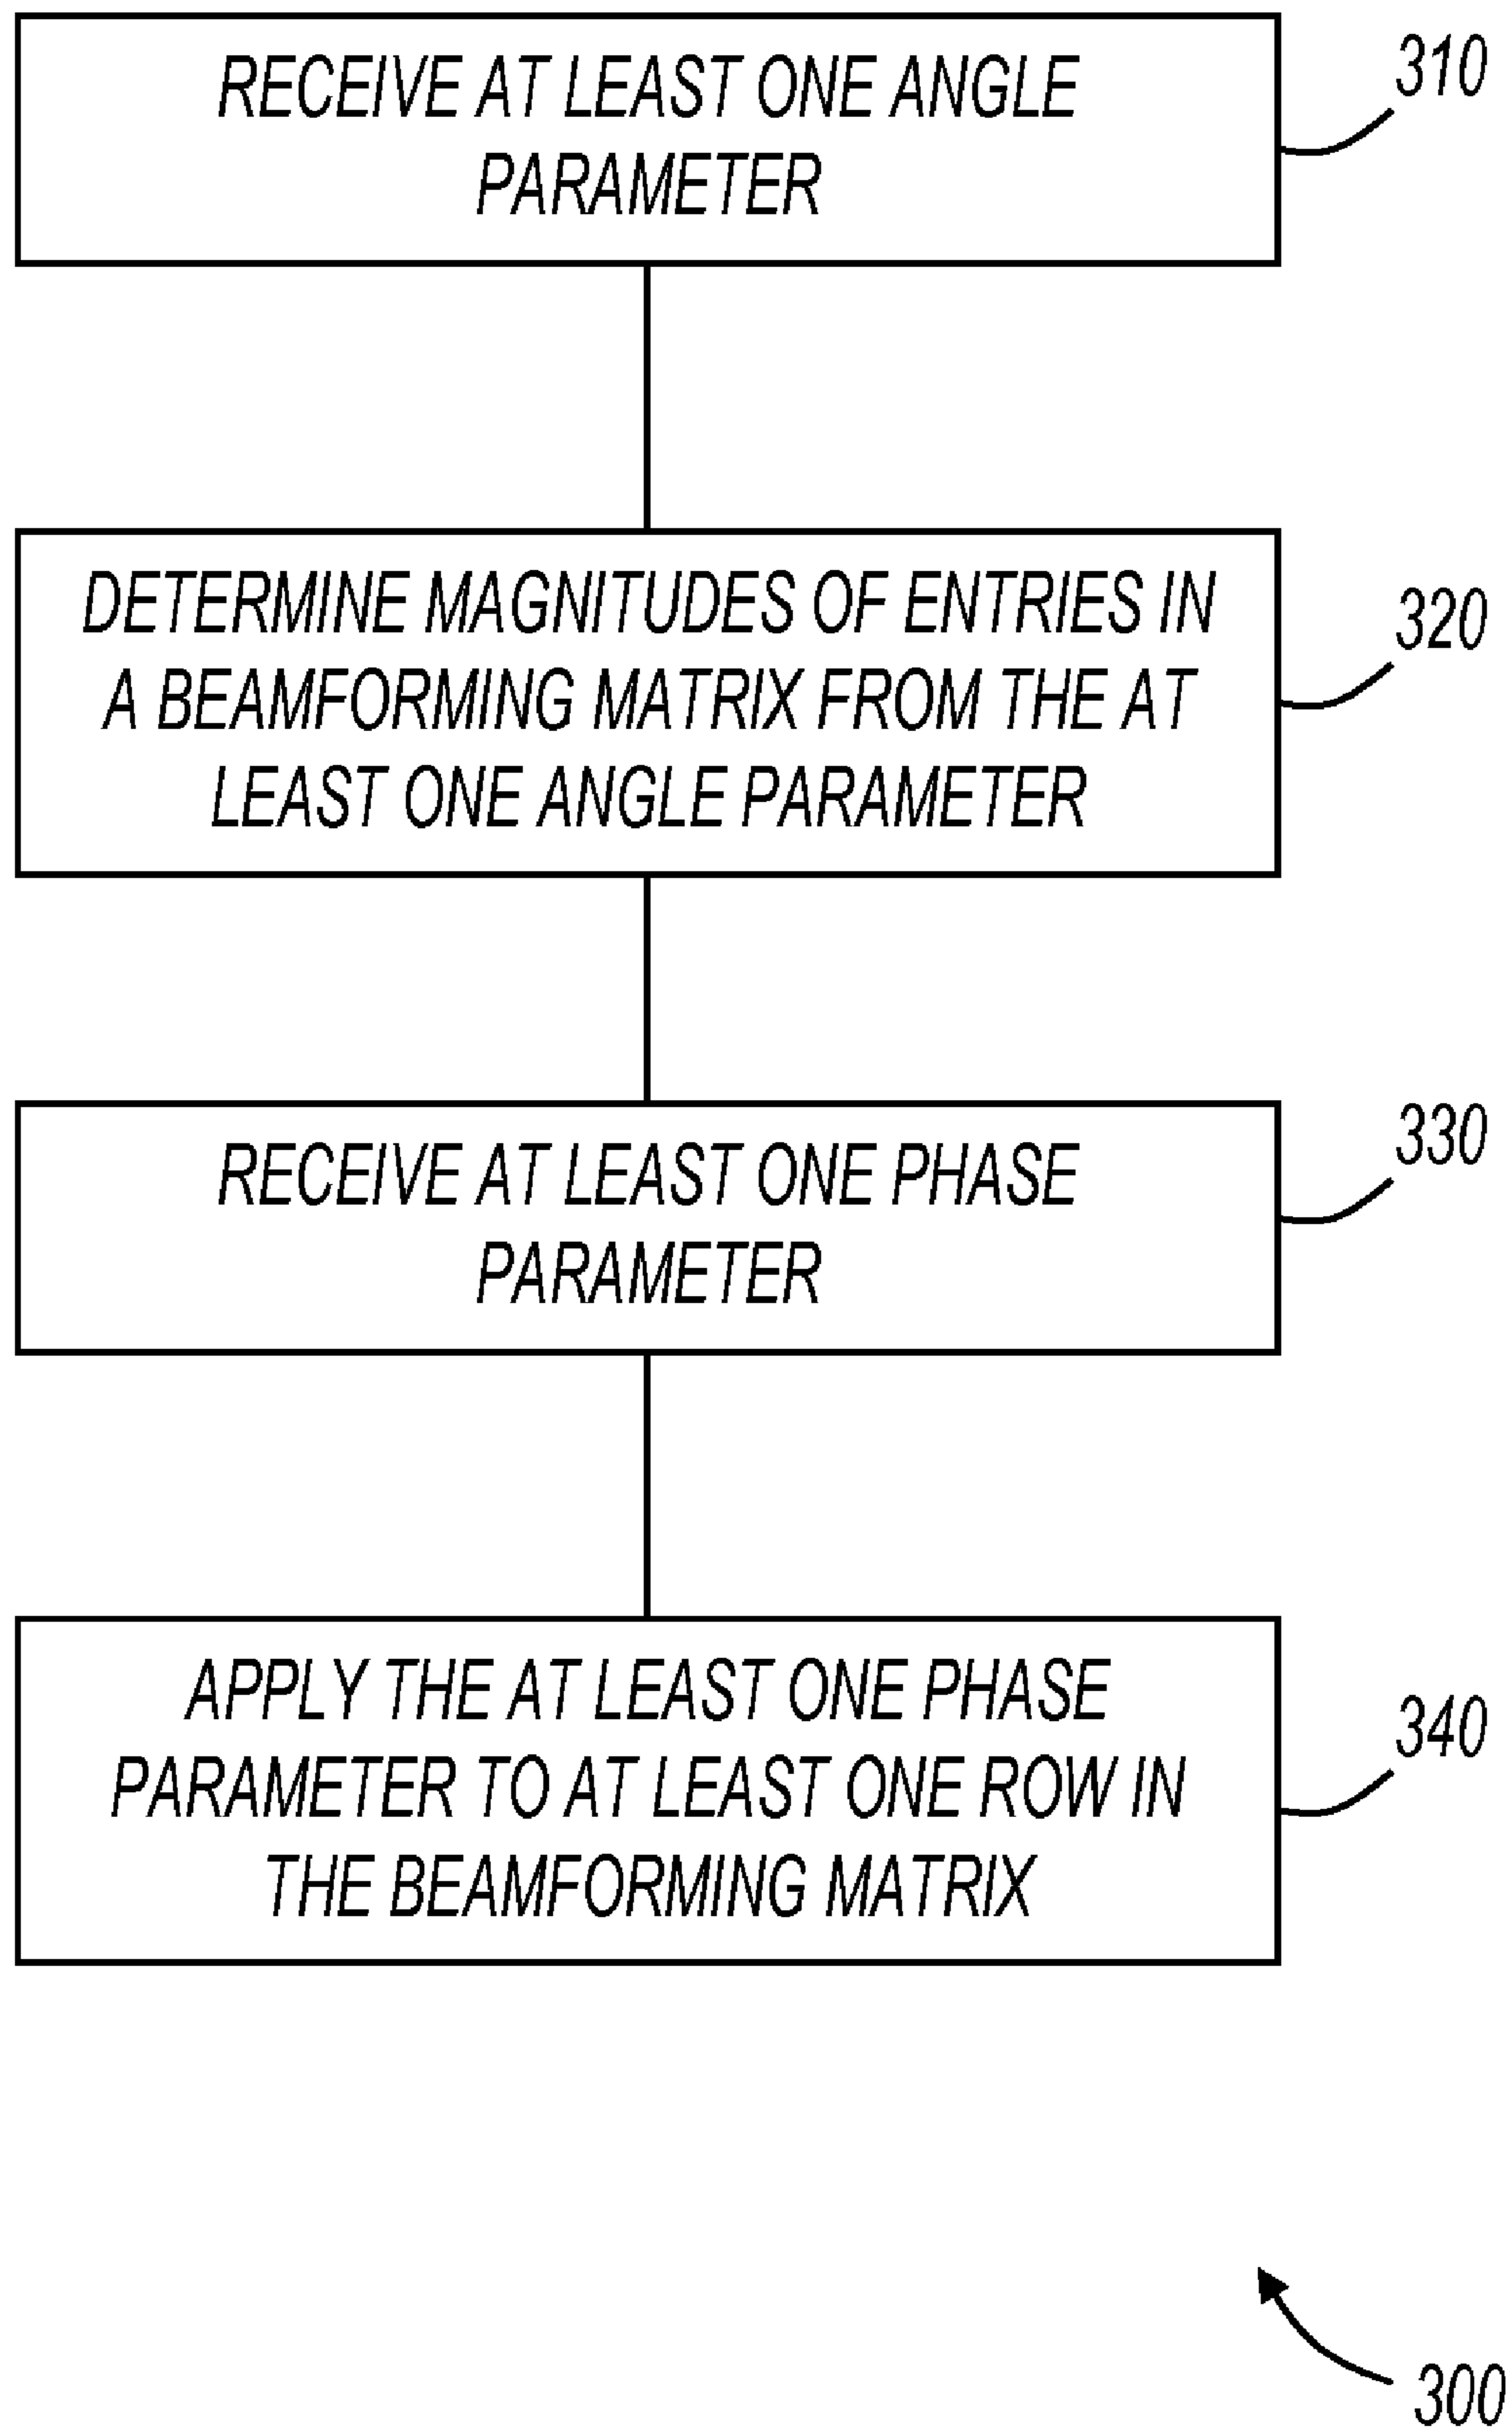 RECEIVE AT LEAST ONE ANGLE
PARAMETER
310
DETERMINE MAGNITUDES OF ENTRIES IN
A BEAMFORMING MATRIX FROM THE AT
LEAST ONE ANGLE PARAMETER
320
RECEIVE AT LEAST ONE PHASE
PARAMETER
330
APPLY THE AT LEAST ONE PHASE
PARAMETER TO AT LEAST ONE ROW IN
THE BEAMFORMING MATRIX
340
300